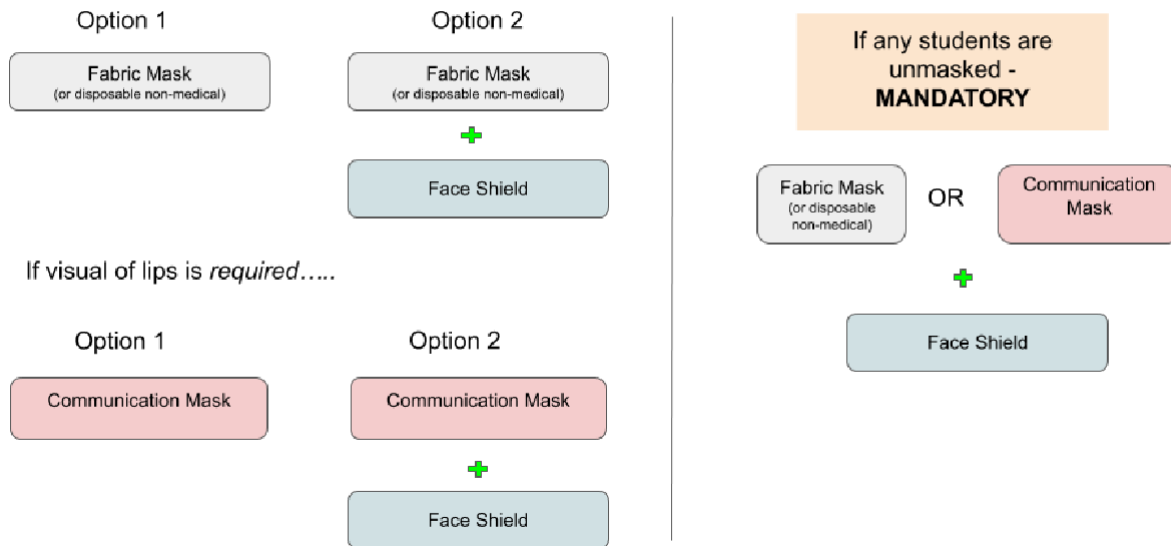 Option 1
Option 2
Fabric Mask
(or disposable non-medical)
Fabric Mask
(or disposable non-medical)
Face Shield
If visual of lips is required.....
Option 1
Option 2
Communication Mask
Communication Mask
Face Shield
If any students are
unmasked -
MANDATORY
Fabric Mask
(or disposable
non-medical)
OR
Communication
Mask
Face Shield